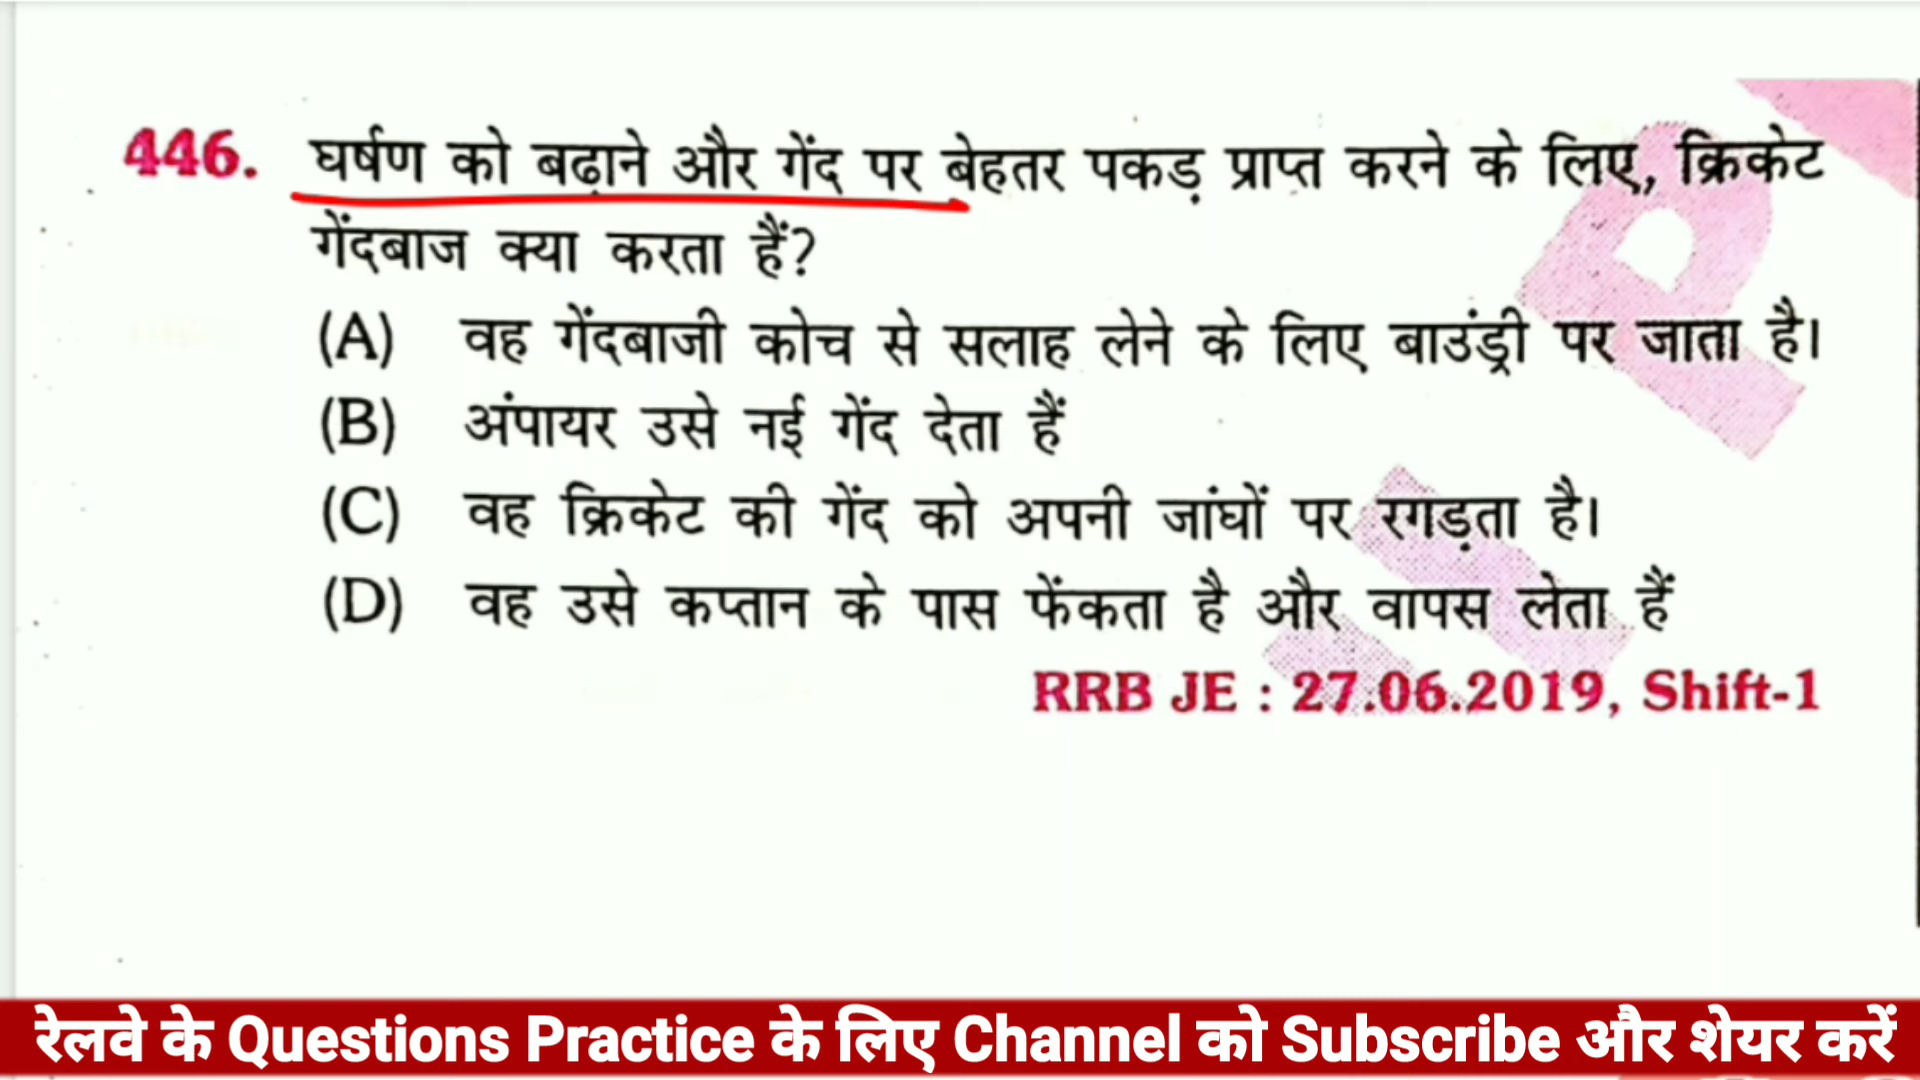 446. घर्षण को बढ़ाने और गेंद पर बेहतर पकड़ प्राप्त करने के लिए, क्रिकेट
गेंदबाज क्या करता हैं?
(A) वह गेंदबाजी कोच से सलाह लेने के लिए बाउंड्री पर जाता है।
(B) अंपायर उसे नई गेंद देता हैं
(C) वह क्रिकेट की गेंद को अपनी जांघों पर रगड़ता है।
(D) वह उसे कप्तान के पास फेंकता है और वापस लेता हैं
RRB JE : 27.06.2019, Shift-1
रेलवे के Questions Practice के लिए Channel को Subscribe और शेयर करें